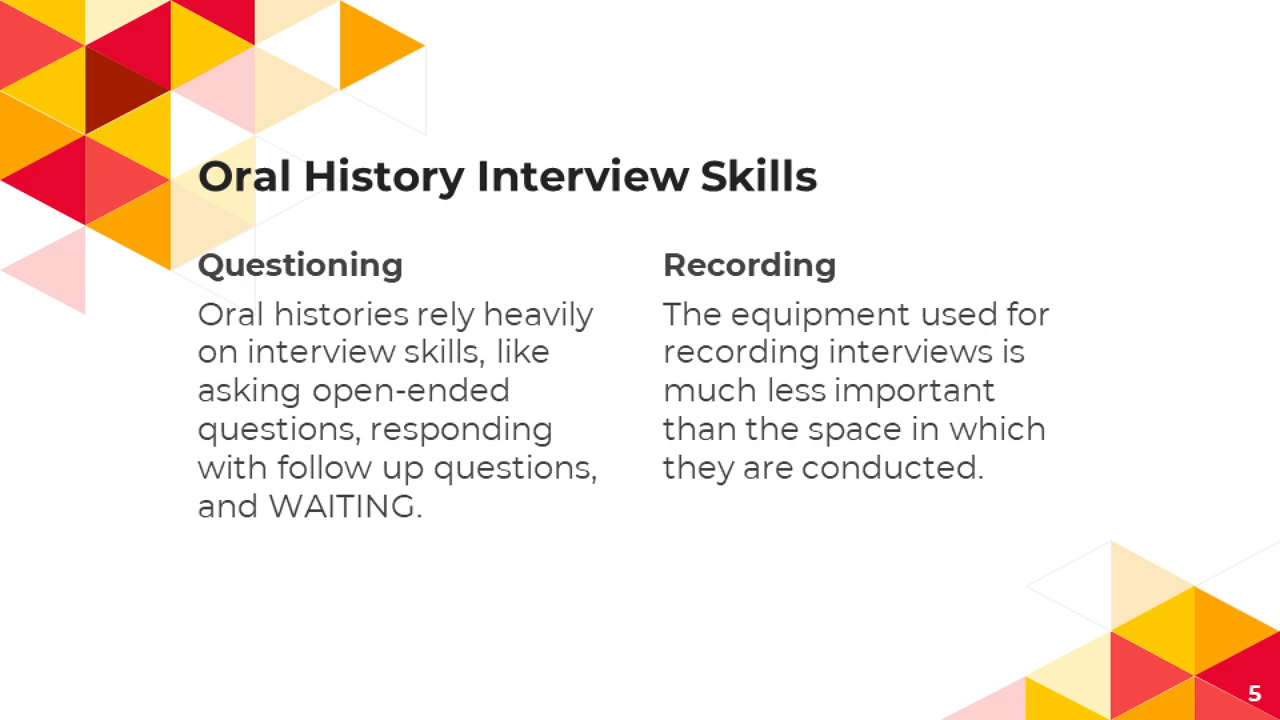 Oral History Interview Skills
Questioning
Oral histories rely heavily
on interview skills, like
asking open-ended
questions, responding
with follow up questions,
and WAITING.
Recording
The equipment used for
recording interviews is
much less important
than the space in which
they are conducted.
5